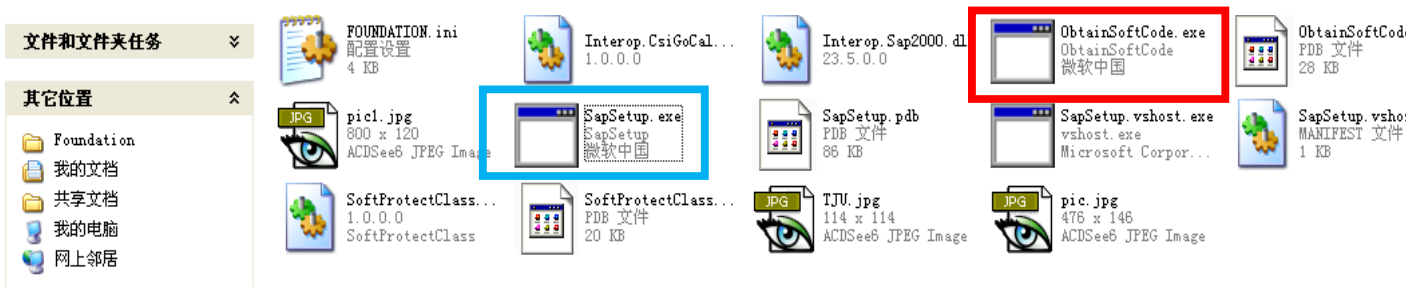 文件和文件夹任务
其它位置
Foundation
我的文档
共享文档
我的电脑
网上邻居
FOUNDATION.ini
配置设置
4 KB
Interop.CsiGoCal...
1.0.0.0
Interop.Sap2000.dl
23.5.0.0
ObtainSoftCode.exe
ObtainSoftCode
微软中国
ObtainSoftCode
PDB 文件
28 KB
JPG
pic1.jpg
800 x 120
ACDSee6 JPEG Image
SapSetup.exe
SapSetup
微软中国
SapSetup.pdb
PDB 文件
86 KB
SapSetup.vshost.exe
vshost.exe
Microsoft Corpor...
SapSetup.vshos
MANIFEST 文件
1 KB
SoftProtectClass...
1.0.0.0
SoftProtectClass
SoftProtectClass...
PDB 文件
20 KB
JPG
TJU.jpg
114 x 114
ACDSee6 JPEG Image
JPG
pic.jpg
476 x 146
ACDSee6 JPEG Image